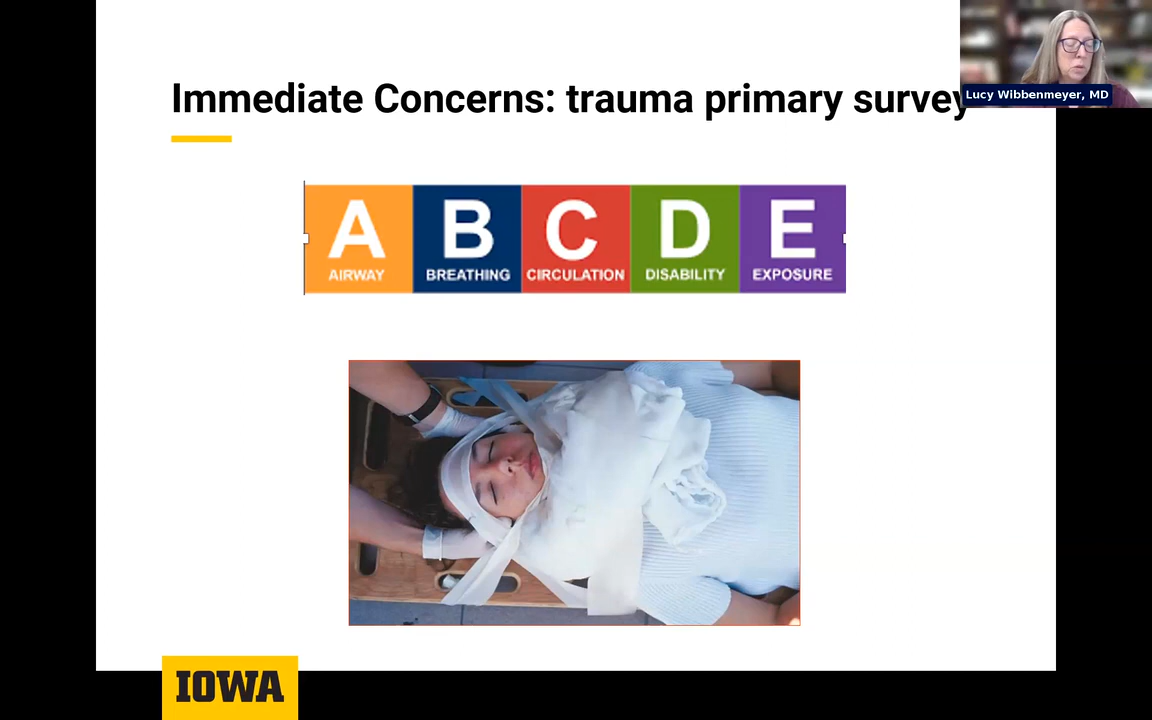 Immediate Concerns: trauma primary survey
Lucy Wibbenmeyer, MD
A B C D E
AIRWAY BREATHING CIRCULATION DISABILITY EXPOSURE
IOWA